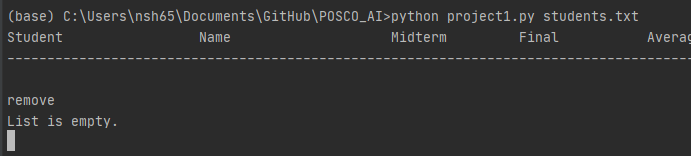 (base) C:\Users\nsh65\Documents\GitHub\POSCO_AI>python project1.py students.txt
Student Name Midterm Final Averag
--------------------------------------------------------------------------------------
remove
List is empty.